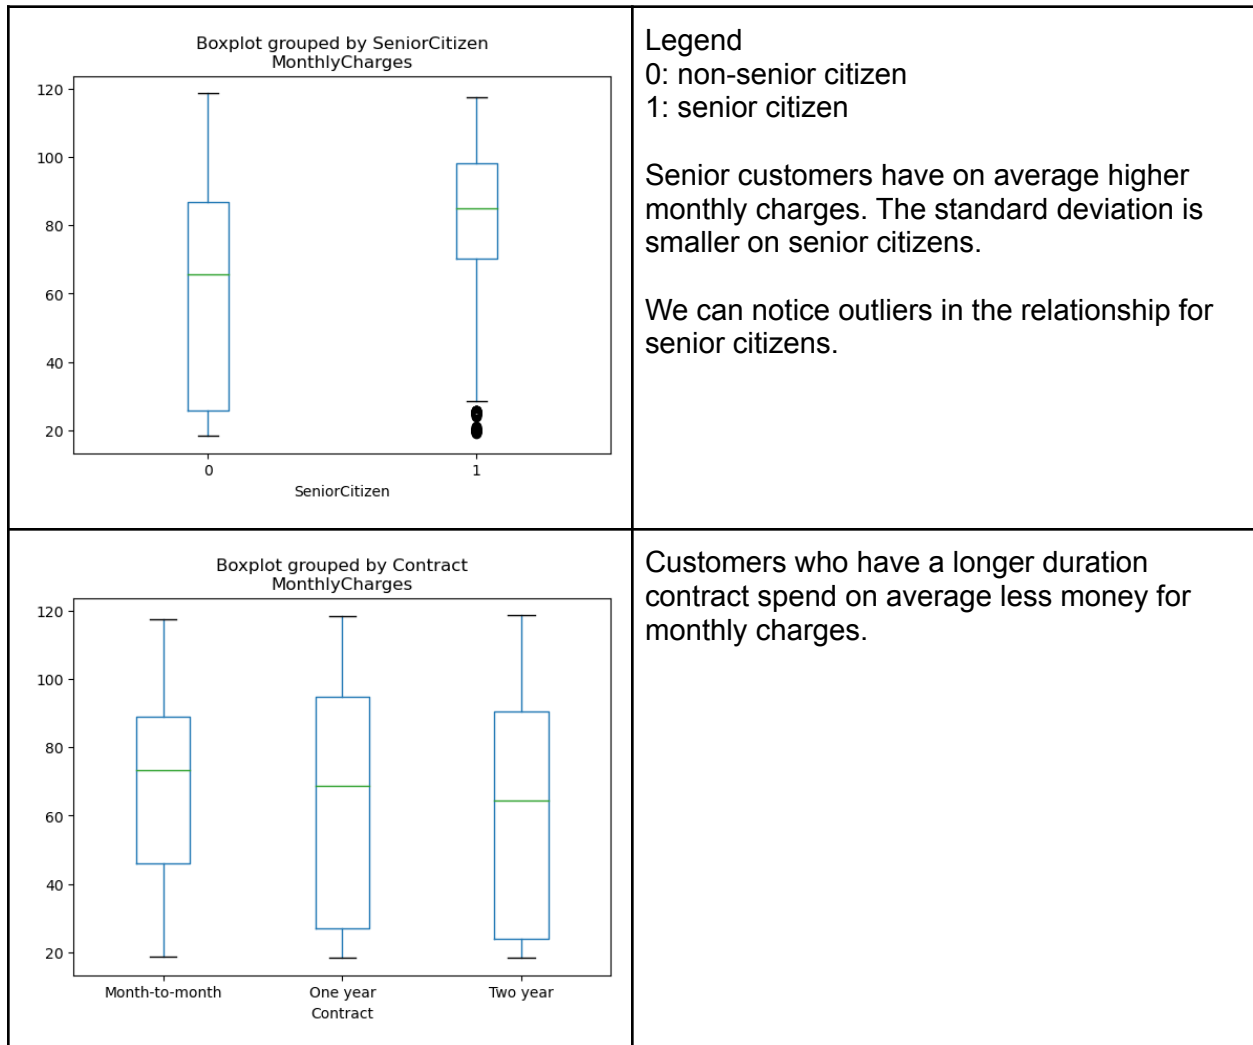 Boxplot grouped by SeniorCitizen
MonthlyCharges
120
100
80
60
40
20
0
1
SeniorCitizen
Legend
0: non-senior citizen
1: senior citizen
Senior customers have on average higher
monthly charges. The standard deviation is
smaller on senior citizens.
We can notice outliers in the relationship for
senior citizens.
Boxplot grouped by Contract
MonthlyCharges
120
100
80
60
40
20
Month-to-month
One year
Two year
Contract
Customers who have a longer duration
contract spend on average less money for
monthly charges.